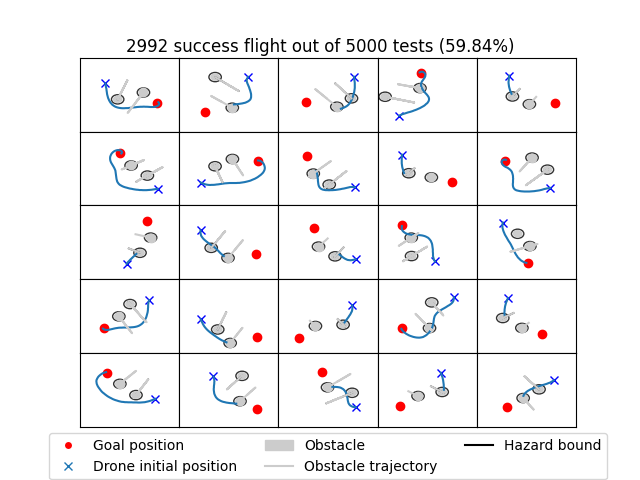 2992 success flight out of 5000 tests (59.84%)
Goal position
Obstacle
Hazard bound
Drone initial position
Obstacle trajectory